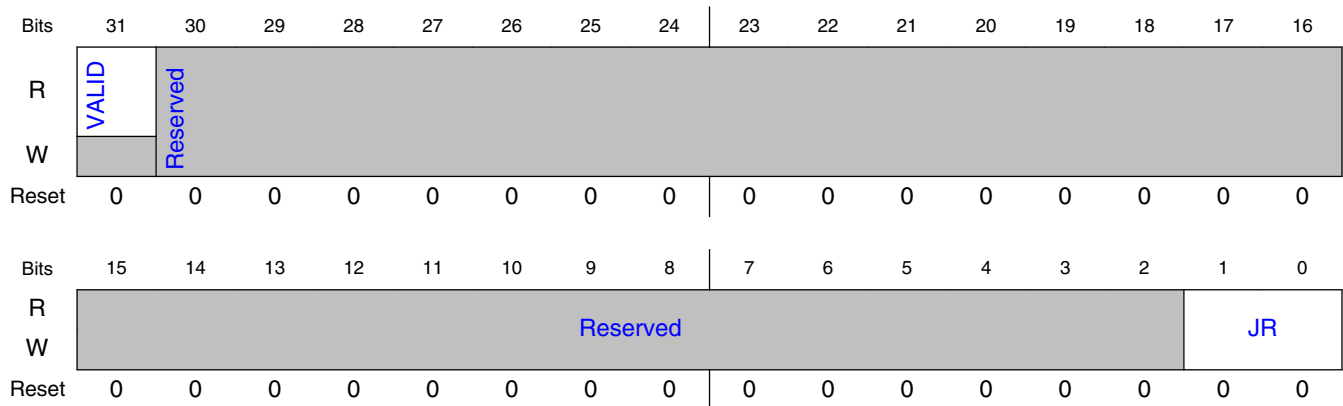 Bits 31 30 29 28 27 26 25 24 23 22 21 20 19 18 17 16
R VALID Reserved
W
Reset 0 0 0 0 0 0 0 0 0 0 0 0 0 0 0 0
Bits 15 14 13 12 11 10 9 8 7 6 5 4 3 2 1 0
R
Reserved JR
W
Reset 0 0 0 0 0 0 0 0 0 0 0 0 0 0 0 0